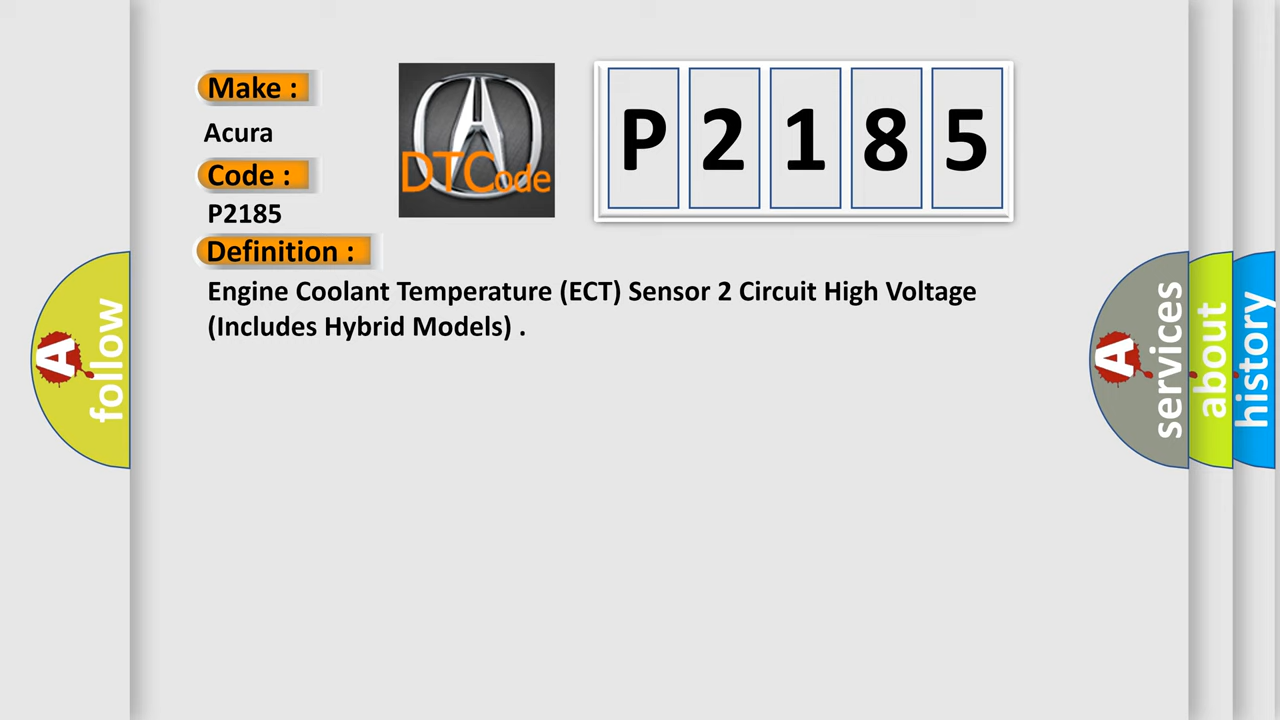 Make :
Acura
Code :
P2185
Definition :
Engine Coolant Temperature (ECT) Sensor 2 Circuit High Voltage
(Includes Hybrid Models) .
DTCode
P 2 1 8 5
A
follow
A
services
about
history